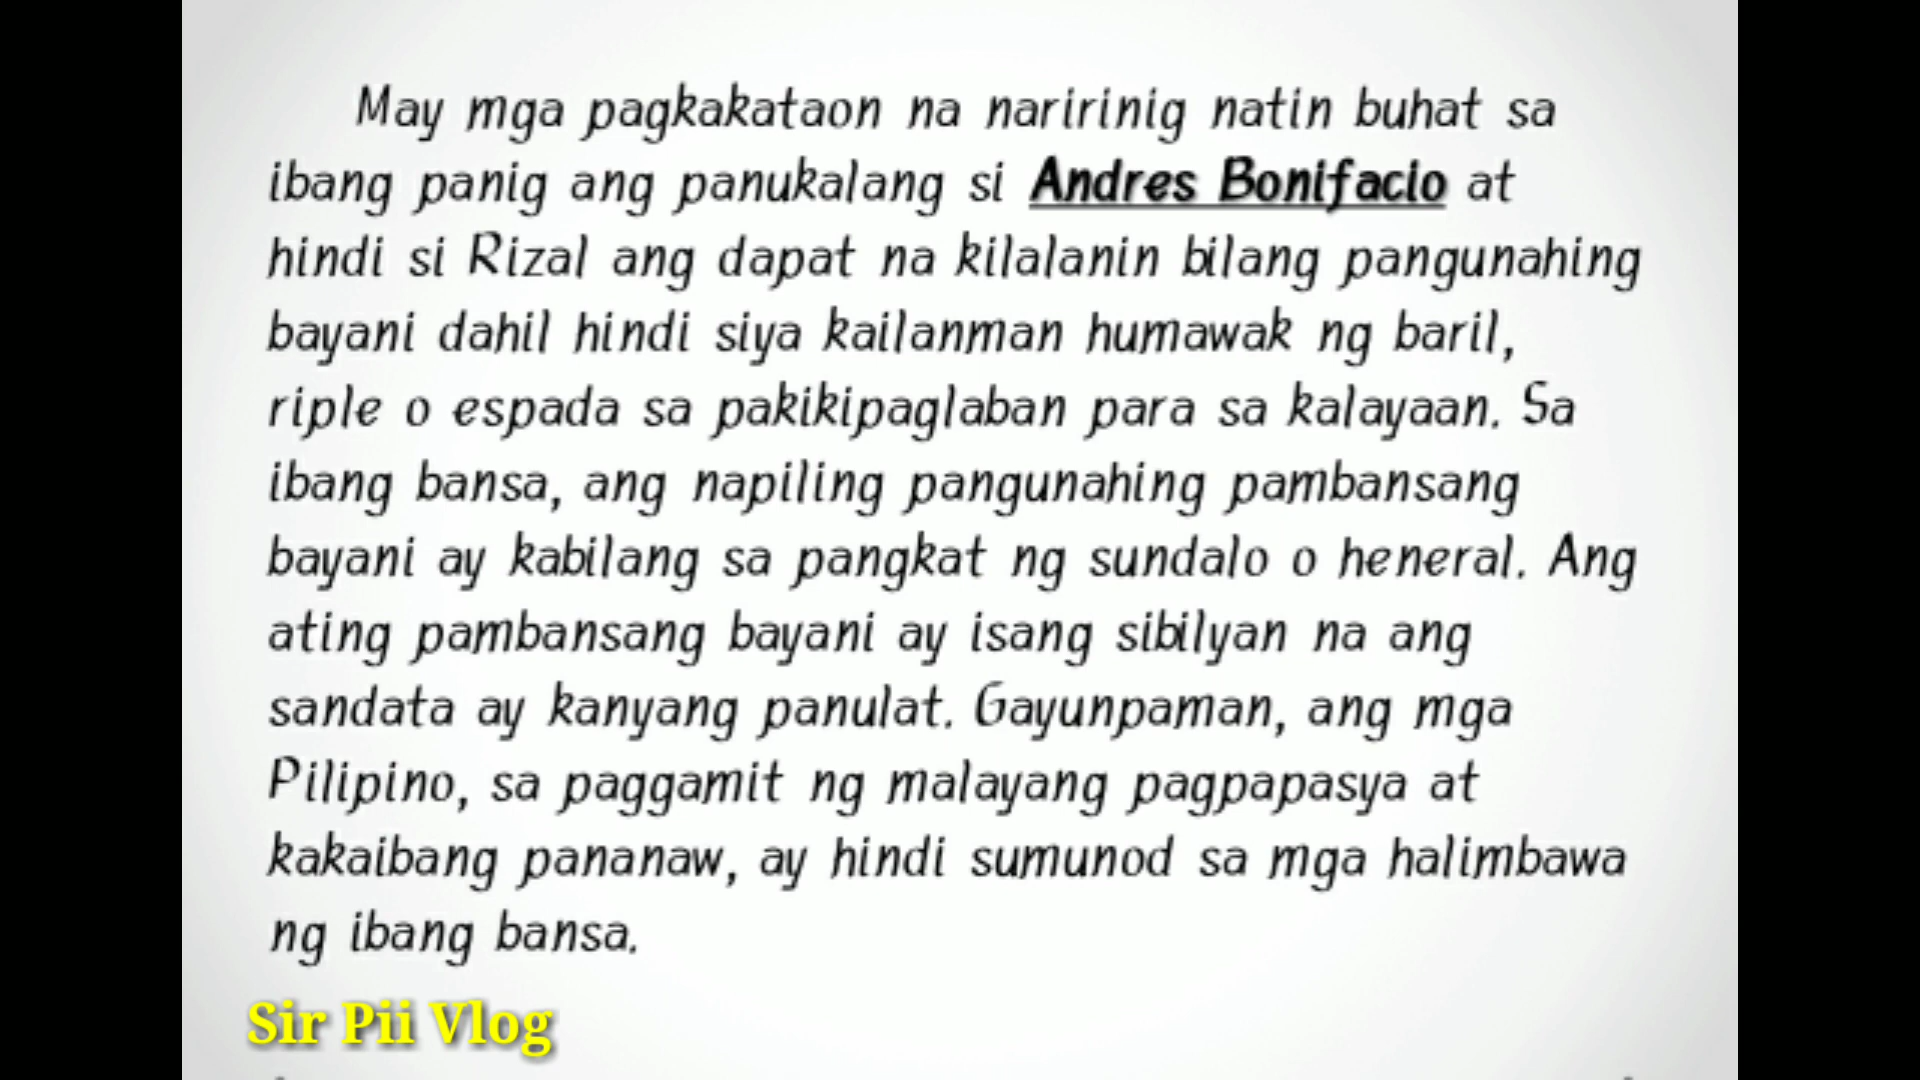 May mga pagkakataon na naririnig natin buhat sa
ibang panig ang panukalang si Andres Bonifacio at
hindi si Rizal ang dapat na kilalanin bilang pangunahing
bayani dahil hindi siya kailanman humawak ng baril,
riple o espada sa pakikipaglaban para sa kalayaan. Sa
ibang bansa, ang napiling pangunahing pambansang
bayani ay kabilang sa pangkat ng sundalo o heneral. Ang
ating pambansang bayani ay isang sibilyan na ang
sandata ay kanyang panulat. Gayunpaman, ang mga
Pilipino, sa paggamit ng malayang pagpapasya at
kakaibang pananaw, ay hindi sumunod sa mga halimbawa
ng ibang bansa.
Sir Pii Vlog